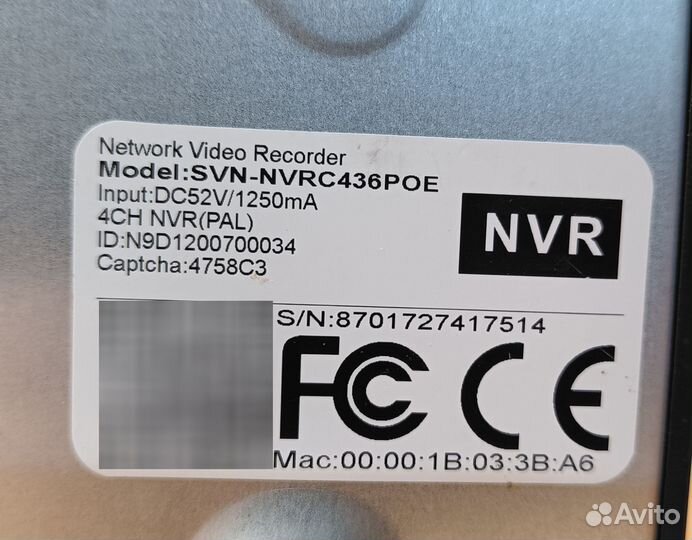 Network Video Recorder
Model:SVN-NVRC436POE
Input:DC52V/1250mA
4CH NVR(PAL)
ID:N9D1200700034
Captcha:4758C3
NVR
S/N:8701727417514
FC CE
Mac:00:00:1B:03:3B:A6
Avito